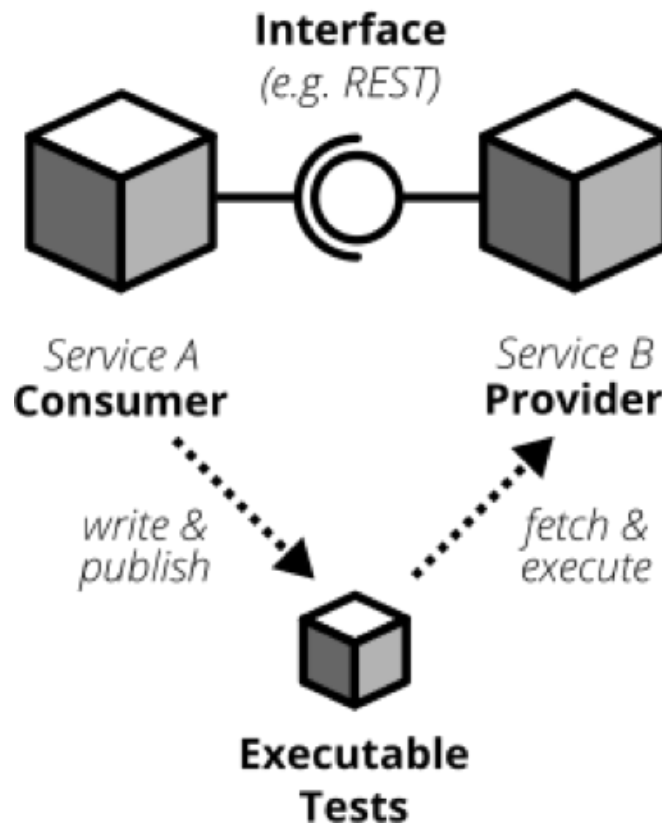 Interface
(e.g. REST)
Service A
Consumer
Service B
Provider
write &
publish
fetch &
execute
Executable
Tests